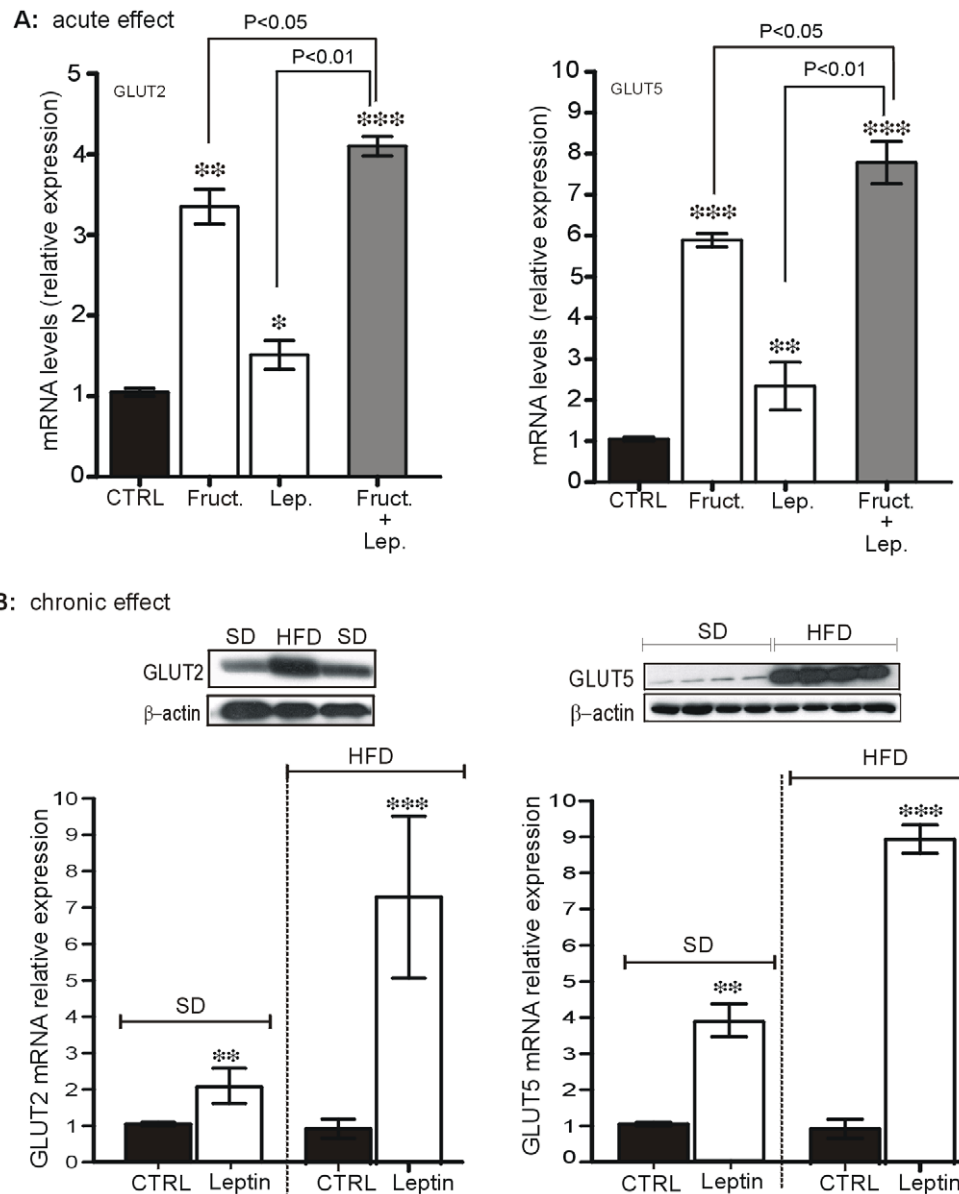 A: acute effect
P<0.05
P<0.01
GLUT2
mRNA levels (relative expression)
5
4
3
2
1
0
**
*
***
CTRL
Fruct.
Lep.
Fruct.
+
Lep.
P<0.05
P<0.01
GLUT5
mRNA levels (relative expression)
10
9
8
7
6
5
4
3
2
1
0
***
**
***
CTRL
Fruct.
Lep.
Fruct.
+
Lep.
B: chronic effect
SD HFD SD
GLUT2
β–actin
SD HFD
GLUT5
β–actin
GLUT2 mRNA relative expression
10
9
8
7
6
5
4
3
2
1
0
SD
**
HFD
***
CTRL Leptin CTRL Leptin
GLUT5 mRNA relative expression
10
9
8
7
6
5
4
3
2
1
0
SD
**
HFD
***
CTRL Leptin CTRL Leptin